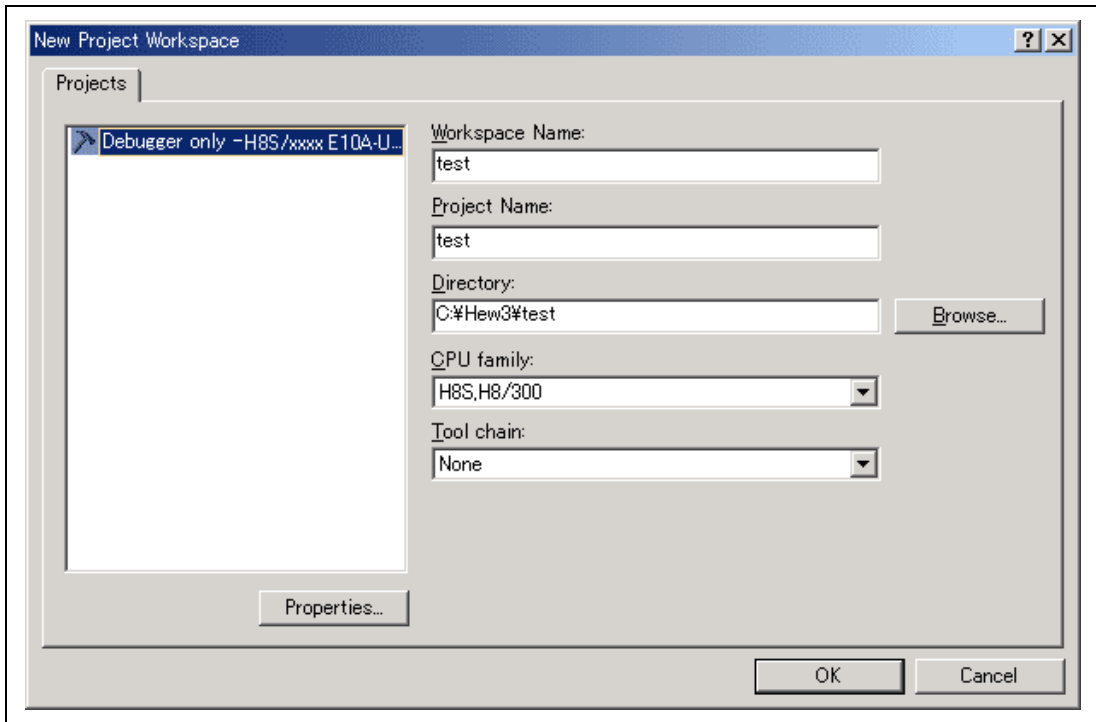 New Project Workspace
Projects
Debugger only -H8S/xxxx E10A-U...
Workspace Name:
test
Project Name:
test
Directory:
C:¥Hew3¥test
Browse...
CPU family:
H8S,H8/300
Tool chain:
None
Properties...
OK
Cancel